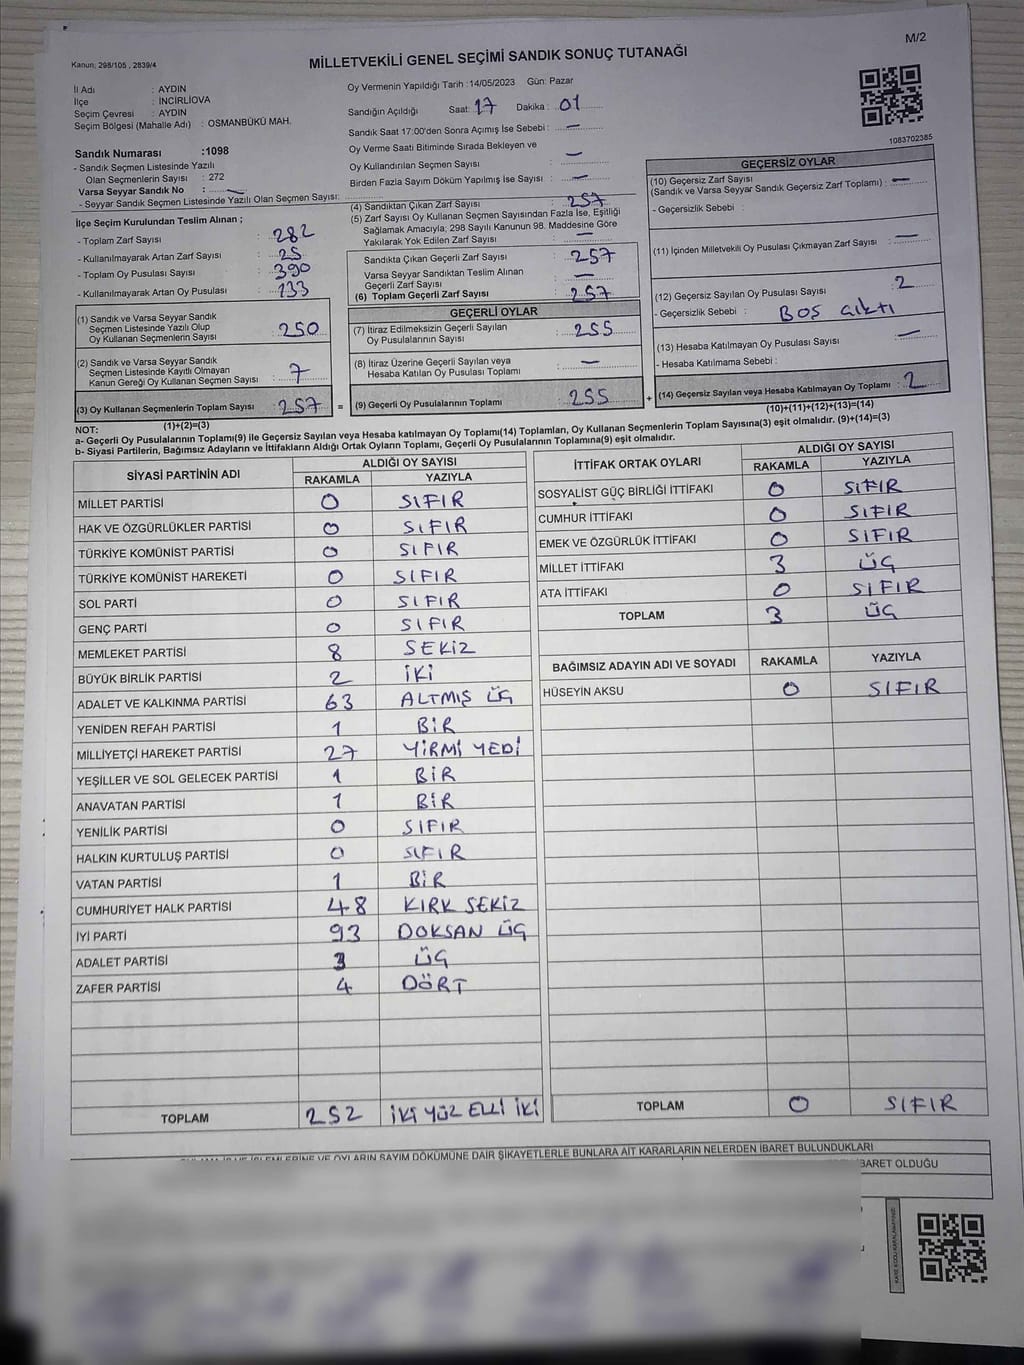 M/2
Kanun: 298/105 , 2839/4
MİLLETVEKİLİ GENEL SEÇİMİ SANDIK SONUÇ TUTANAĞI
İl Adı : AYDIN
İlçe : İNCİRLİOVA
Seçim Çevresi : AYDIN
Seçim Bölgesi (Mahalle Adı) : OSMANBÜKÜ MAH.
Sandık Numarası :1098
- Sandık Seçmen Listesinde Yazılı
Olan Seçmenlerin Sayısı : 272
Varsa Seyyar Sandık No : —
- Seyyar Sandık Seçmen Listesinde Yazılı Olan Seçmen Sayısı:
Oy Vermenin Yapıldığı Tarih :14/05/2023 Gün: Pazar
Sandığın Açıldığı Saat: 17 Dakika : 01
Sandık Saat 17:00'den Sonra Açımış İse Sebebi : —
Oy Verme Saati Bitiminde Sırada Bekleyen ve
Oy Kullandırılan Seçmen Sayısı : —
Birden Fazla Sayım Döküm Yapılmış İse Sayısı : —
1083702385
İlçe Seçim Kurulundan Teslim Alınan ;
- Toplam Zarf Sayısı : 282
- Kullanılmayarak Artan Zarf Sayısı : 25
- Toplam Oy Pusulası Sayısı : 390
- Kullanılmayarak Artan Oy Pusulası : 133
(1) Sandık ve Varsa Seyyar Sandık
Seçmen Listesinde Yazılı Olup
Oy Kullanan Seçmenlerin Sayısı : 250
(2) Sandık ve Varsa Seyyar Sandık
Seçmen Listesinde Kayıtlı Olmayan
Kanun Gereği Oy Kullanan Seçmen Sayısı : 7
(3) Oy Kullanan Seçmenlerin Toplam Sayısı : 257
(4) Sandıktan Çıkan Zarf Sayısı : 257
(5) Zarf Sayısı Oy Kullanan Seçmen Sayısından Fazla İse, Eşitliği
Sağlamak Amacıyla; 298 Sayılı Kanunun 98. Maddesine Göre
Yakılarak Yok Edilen Zarf Sayısı : —
Sandıkta Çıkan Geçerli Zarf Sayısı : 257
Varsa Seyyar Sandıktan Teslim Alınan
Geçerli Zarf Sayısı : —
(6) Toplam Geçerli Zarf Sayısı : 257
GEÇERLİ OYLAR
(7) İtiraz Edilmeksizin Geçerli Sayılan
Oy Pusulalarının Sayısı : 255
(8) İtiraz Üzerine Geçerli Sayılan veya
Hesaba Katılan Oy Pusulası Toplamı : —
= (9) Geçerli Oy Pusulalarının Toplamı : 255
GEÇERSİZ OYLAR
(10) Geçersiz Zarf Sayısı
(Sandık ve Varsa Seyyar Sandık Geçersiz Zarf Toplamı) : —
- Geçersizlik Sebebi :
(11) İçinden Milletvekili Oy Pusulası Çıkmayan Zarf Sayısı : —
(12) Geçersiz Sayılan Oy Pusulası Sayısı : 2
- Geçersizlik Sebebi : BOŞ çıktı
(13) Hesaba Katılmayan Oy Pusulası Sayısı : —
- Hesaba Katılmama Sebebi :
+ (14) Geçersiz Sayılan veya Hesaba Katılmayan Oy Toplamı : 2
NOT: (1)+(2)=(3)
(10)+(11)+(12)+(13)=(14)
a- Geçerli Oy Pusulalarının Toplamı(9) ile Geçersiz Sayılan veya Hesaba katılmayan Oy Toplamı(14) Toplamları, Oy Kullanan Seçmenlerin Toplam Sayısına(3) eşit olmalıdır. (9)+(14)=(3)
b- Siyasi Partilerin, Bağımsız Adayların ve İttifakların Aldığı Ortak Oyların Toplamı, Geçerli Oy Pusulalarının Toplamına(9) eşit olmalıdır.
SİYASİ PARTİNİN ADI ALDIĞI OY SAYISI
RAKAMLA YAZIYLA
MİLLET PARTİSİ 0 SIFIR
HAK VE ÖZGÜRLÜKLER PARTİSİ 0 SIFIR
TÜRKİYE KOMÜNİST PARTİSİ 0 SIFIR
TÜRKİYE KOMÜNİST HAREKETİ 0 SIFIR
SOL PARTİ 0 SIFIR
GENÇ PARTİ 0 SIFIR
MEMLEKET PARTİSİ 8 SEKİZ
BÜYÜK BİRLİK PARTİSİ 2 İKİ
ADALET VE KALKINMA PARTİSİ 63 ALTMIŞ ÜÇ
YENİDEN REFAH PARTİSİ 1 BİR
MİLLİYETÇİ HAREKET PARTİSİ 27 YİRMİ YEDİ
YEŞİLLER VE SOL GELECEK PARTİSİ 1 BİR
ANAVATAN PARTİSİ 1 BİR
YENİLİK PARTİSİ 0 SIFIR
HALKIN KURTULUŞ PARTİSİ 0 SIFIR
VATAN PARTİSİ 1 BİR
CUMHURİYET HALK PARTİSİ 48 KIRK SEKİZ
İYİ PARTİ 93 DOKSAN ÜÇ
ADALET PARTİSİ 3 ÜÇ
ZAFER PARTİSİ 4 DÖRT
TOPLAM 252 İKİ YÜZ ELLİ İKİ
İTTİFAK ORTAK OYLARI ALDIĞI OY SAYISI
RAKAMLA YAZIYLA
SOSYALİST GÜÇ BİRLİĞİ İTTİFAKI 0 SIFIR
CUMHUR İTTİFAKI 0 SIFIR
EMEK VE ÖZGÜRLÜK İTTİFAKI 0 SIFIR
MİLLET İTTİFAKI 3 ÜÇ
ATA İTTİFAKI 0 SIFIR
TOPLAM 3 ÜÇ
BAĞIMSIZ ADAYIN ADI VE SOYADI RAKAMLA YAZIYLA
HÜSEYİN AKSU 0 SIFIR
TOPLAM 0 SIFIR
OYLARIN SAYIM DÖKÜMÜNE DAİR ŞİKAYETLERLE BUNLARA AİT KARARLARIN NELERDEN İBARET BULUNDUKLARI
İBARET OLDUĞU